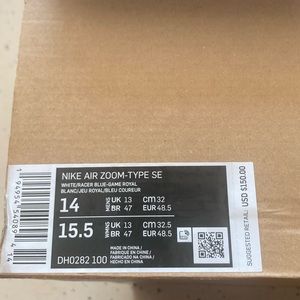 NIKE AIR ZOOM-TYPE SE
WHITE/RACER BLUE-GAME ROYAL
BLANC/JEU ROYAL/BLEU COUREUR
14 MENS UK 13 CM 32
BR 47 EUR 48.5
15.5 WMNS UK 13 CM 32.5
BR 47 EUR 48.5
MADE IN CHINA /
FABRIQUE EN CHINE /
FABRICADO NA CHINA /
HECHO EN CHINA
DH0282 100
SUGGESTED RETAIL: USD $150.00